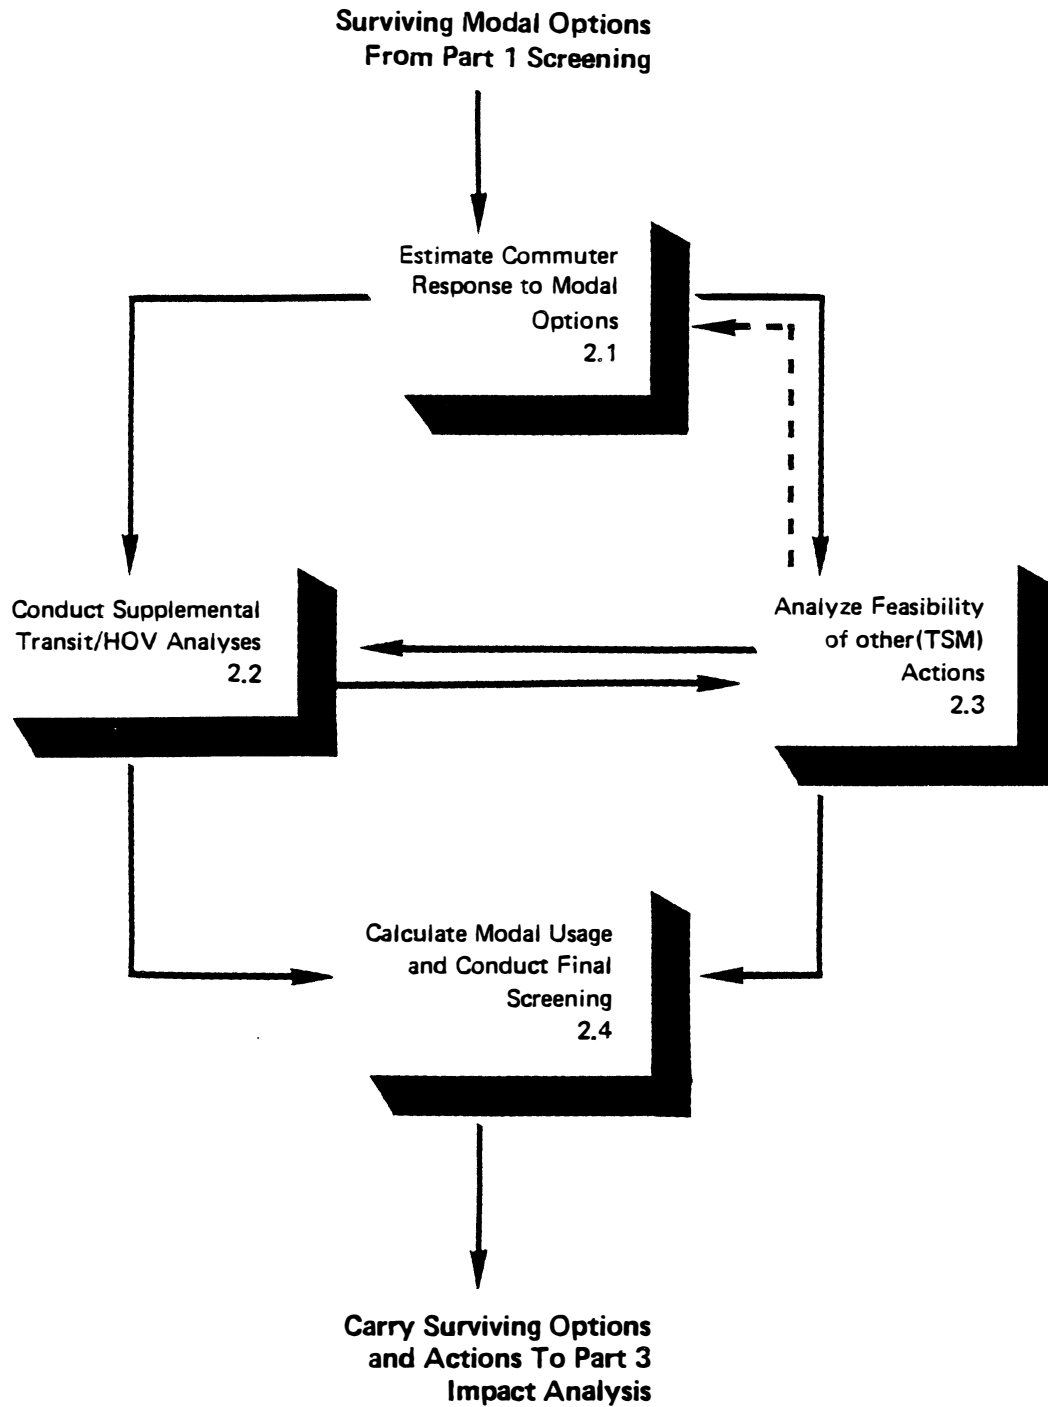 Surviving Modal Options
From Part 1 Screening
Estimate Commuter
Response to Modal
Options
2.1
Conduct Supplemental
Transit/HOV Analyses
2.2
Analyze Feasibility
of other(TSM)
Actions
2.3
Calculate Modal Usage
and Conduct Final
Screening
2.4
Carry Surviving Options
and Actions To Part 3
Impact Analysis